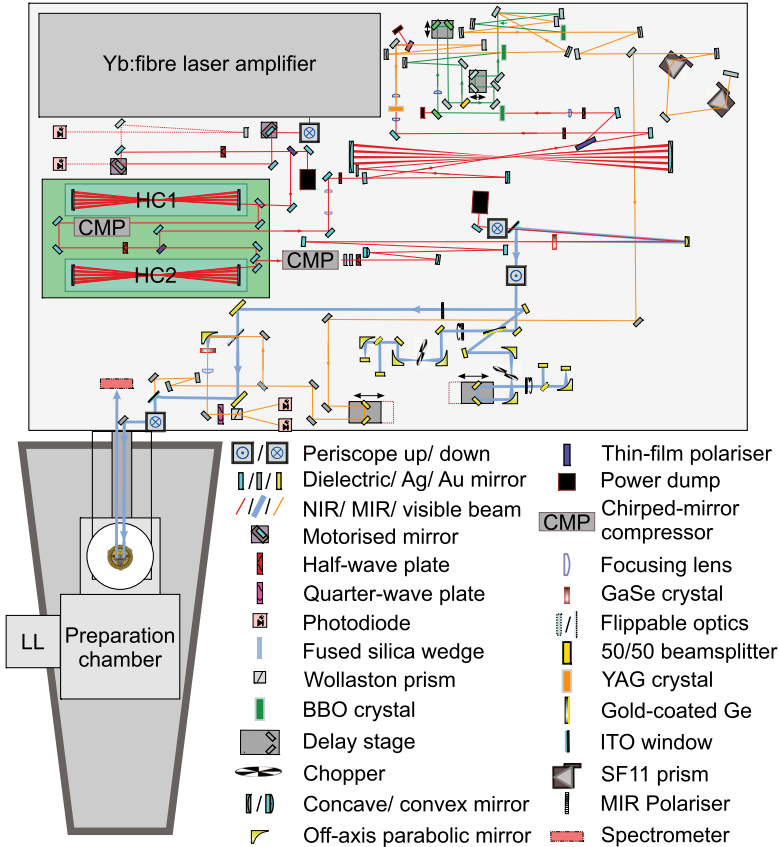 Yb:fibre laser amplifier
HC1
CMP
HC2
CMP
LL
Preparation
chamber
/ Periscope up/ down
/ / Dielectric/ Ag/ Au mirror
/ / NIR/ MIR/ visible beam
Motorised mirror
Half-wave plate
Quarter-wave plate
Photodiode
Fused silica wedge
Wollaston prism
BBO crystal
Delay stage
Chopper
/ Concave/ convex mirror
Off-axis parabolic mirror
Thin-film polariser
Power dump
CMP Chirped-mirror
compressor
Focusing lens
GaSe crystal
/ Flippable optics
50/50 beamsplitter
YAG crystal
Gold-coated Ge
ITO window
SF11 prism
MIR Polariser
Spectrometer